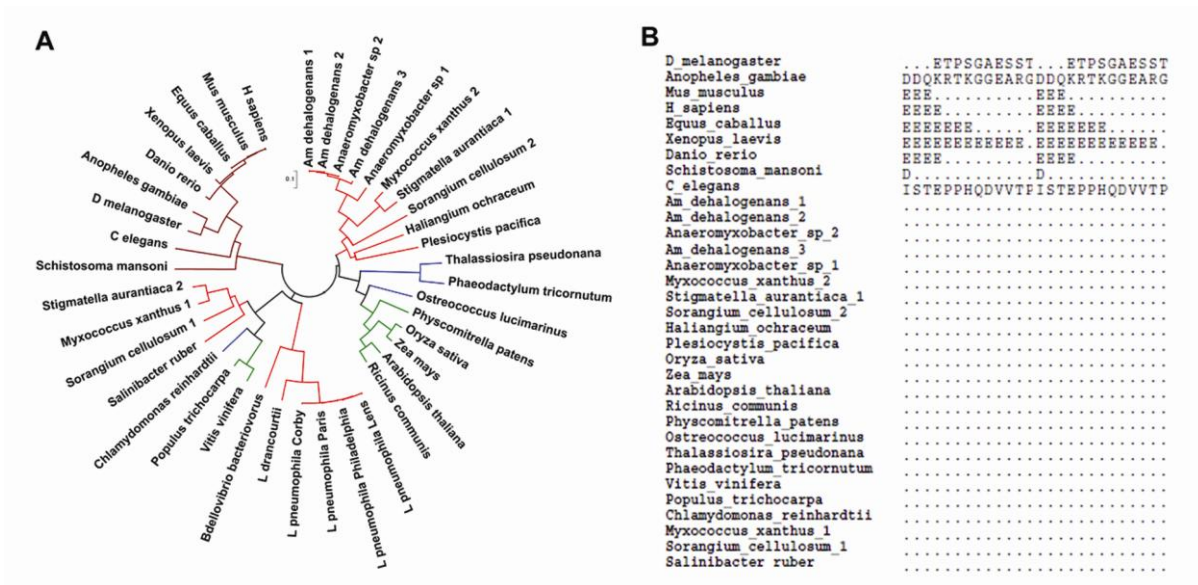 A
Am dehalogenans 1
Am dehalogenans 2
Anaeromyxobacter sp 2
Am dehalogenans 3
Anaeromyxobacter sp 1
Myxococcus xanthus 2
Stigmatella aurantiaca 1
Sorangium cellulosum 2
Haliangium ochraceum
Plesiocystis pacifica
Thalassiosira pseudonana
Phaeodactylum tricornutum
Ostreococcus lucimarinus
Physcomitrella patens
Oryza sativa
Zea mays
Arabidopsis thaliana
Ricinus communis
L pneumophila Lens
L pneumophila Philadelphia
L pneumophila Paris
L pneumophila Corby
L drancourtii
Bdellovibrio bacteriovorus
Vitis vinifera
Populus trichocarpa
Chlamydomonas reinhardtii
Salinibacter ruber
Sorangium cellulosum 1
Myxococcus xanthus 1
Stigmatella aurantiaca 2
Schistosoma mansoni
C elegans
D melanogaster
Anopheles gambiae
Danio rerio
Xenopus laevis
Equus caballus
Mus musculus
H sapiens
B
D_melanogaster ...ETPSGAESST...ETPSGAESST
Anopheles_gambiae DDQKRTKGGEARGDDQKRTKGGEARG
Mus_musculus EEE..........EEE..........
H_sapiens EEEE.........EEEE.........
Equus_caballus EEEEEEE......EEEEEEE......
Xenopus_laevis EEEEEEEEEEEE.EEEEEEEEEEEE.
Danio_rerio EEEE.........EEEE.........
Schistosoma_mansoni D............D............
C_elegans ISTEPPHQDVVTPISTEPPHQDVVTP
Am_dehalogenans_1 ..........................
Am_dehalogenans_2 ..........................
Anaeromyxobacter_sp_2 ..........................
Am_dehalogenans_3 ..........................
Anaeromyxobacter_sp_1 ..........................
Myxococcus_xanthus_2 ..........................
Stigmatella_aurantiaca_1 ..........................
Sorangium_cellulosum_2 ..........................
Haliangium_ochraceum ..........................
Plesiocystis_pacifica ..........................
Oryza_sativa ..........................
Zea_mays ..........................
Arabidopsis_thaliana ..........................
Ricinus_communis ..........................
Physcomitrella_patens ..........................
Ostreococcus_lucimarinus ..........................
Thalassiosira_pseudonana ..........................
Phaedactylum_tricornutum ..........................
Vitis_vinifera ..........................
Populus_trichocarpa ..........................
Chlamydomonas_reinhardtii ..........................
Myxococcus_xanthus_1 ..........................
Sorangium_cellulosum_1 ..........................
Salinibacter_ruber ..........................